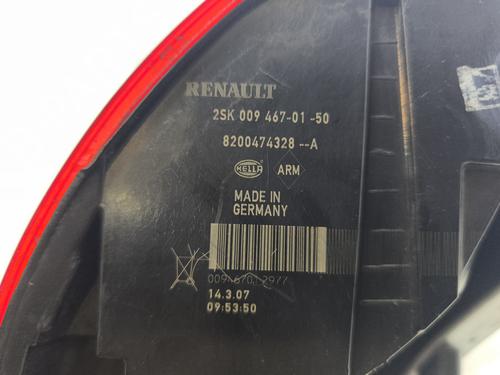 RENAULT
2SK 009 467-01 -50
8200474328 --A
HELLA ARM
MADE IN
GERMANY
14.3.07
09:53:50